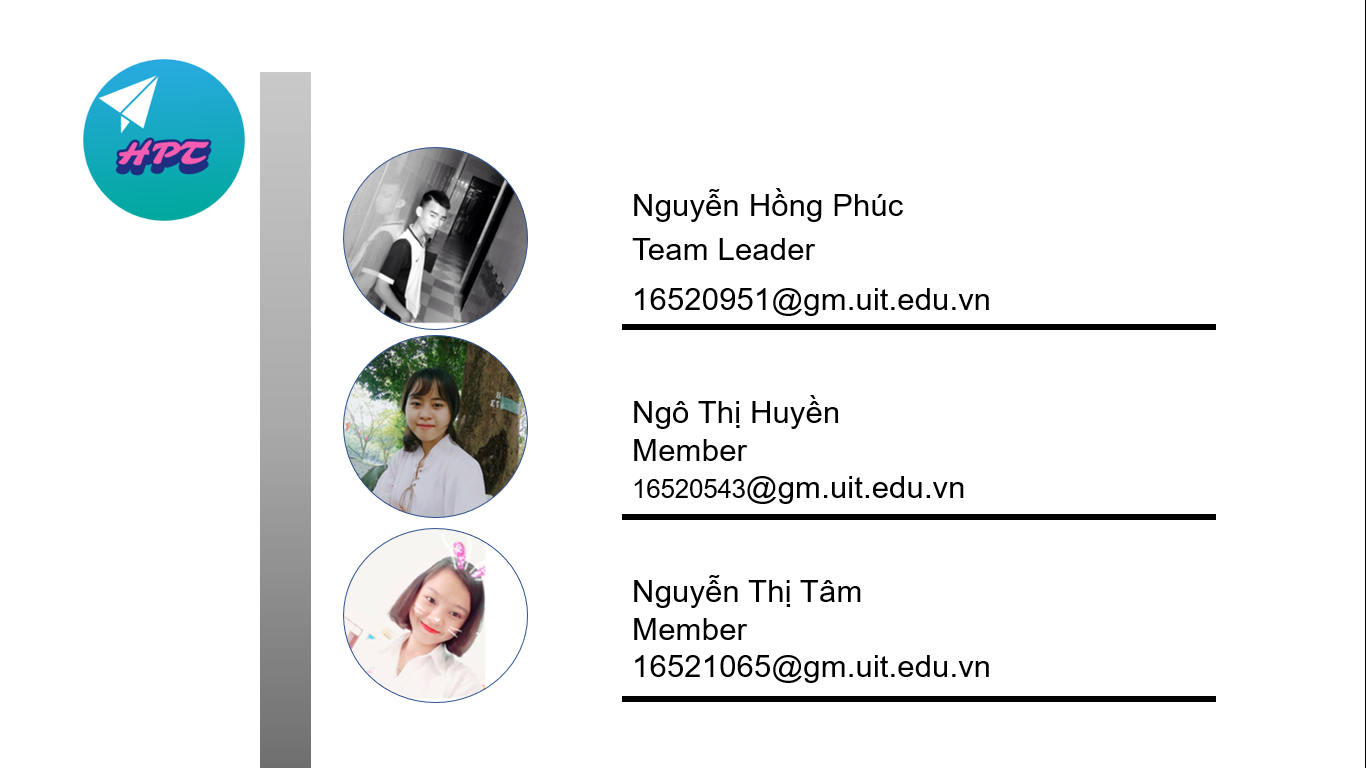 HPT
Nguyễn Hồng Phúc
Team Leader
16520951@gm.uit.edu.vn
Ngô Thị Huyền
Member
16520543@gm.uit.edu.vn
Nguyễn Thị Tâm
Member
16521065@gm.uit.edu.vn